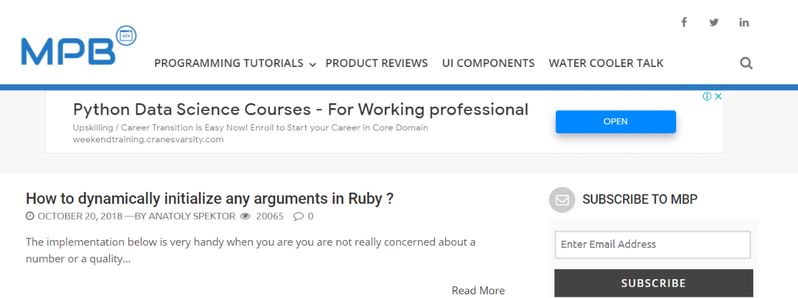 MPB
PROGRAMMING TUTORIALS PRODUCT REVIEWS UI COMPONENTS WATER COOLER TALK
Python Data Science Courses - For Working professional
Upskilling / Career Transition is Easy Now! Enroll to Start your Career in Core Domain
weekendtraining.cranesvarsity.com
OPEN
How to dynamically initialize any arguments in Ruby ?
OCTOBER 20, 2018 —BY ANATOLY SPEKTOR 20065 0
The implementation below is very handy when you are you are not really concerned about a
number or a quality...
Read More
SUBSCRIBE TO MBP
Enter Email Address
SUBSCRIBE